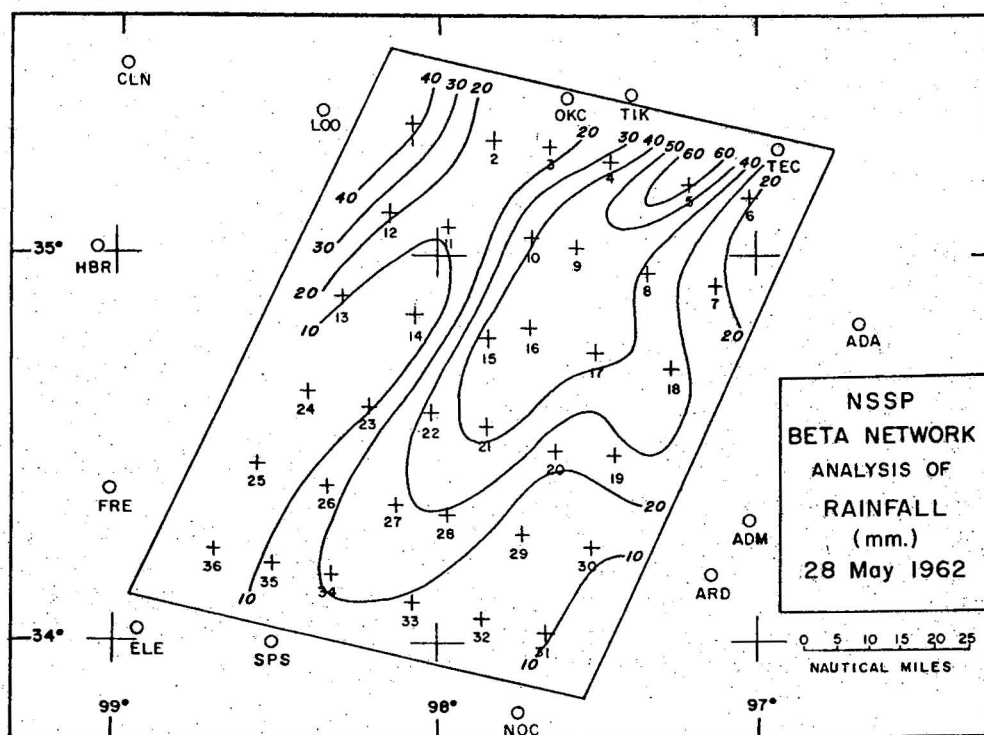 CLN
40 30 20
LOO
OKC TIK
20 30 40 50 60 60 40
TEC
20
2 3 4 5 6
40
12 11 10 9
35°
HBR
30
8 7
20
13
10
14
20
15 16
ADA
17
18
24 23 22
21
20 19
25
FRE
26
27 28
20
29
30
ADM
36 35
34
10
10
ARD
33
32
31
34°
ELE SPS
10
NSSP
BETA NETWORK
ANALYSIS OF
RAINFALL
(mm.)
28 May 1962
0 5 10 15 20 25
NAUTICAL MILES
99° 98° 97°
NOC